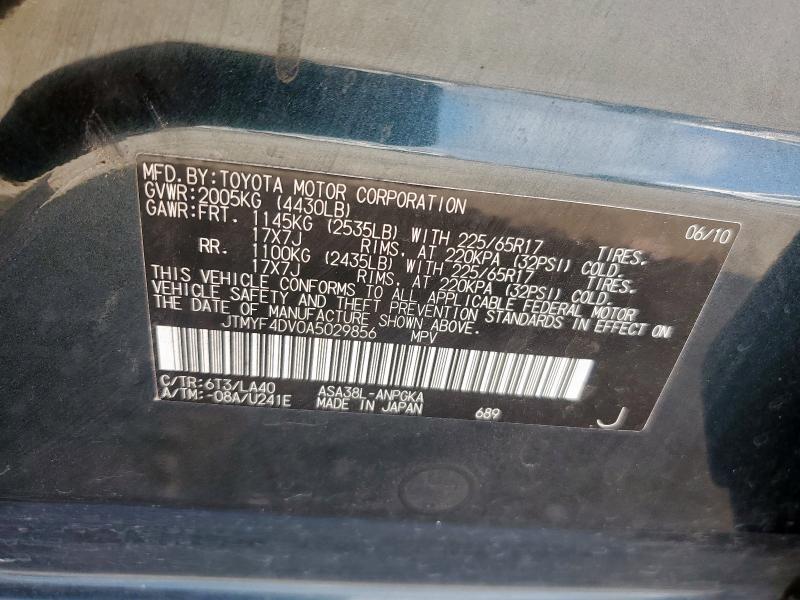 MFD.BY:TOYOTA MOTOR CORPORATION 06/10
GVWR:2005KG (4430LB)
GAWR:FRT. 1145KG (2535LB) WITH 225/65R17 TIRES.
17X7J RIMS. AT 220KPA (32PSI) COLD.
RR. 1100KG (2435LB) WITH 225/65R17 TIRES.
17X7J RIMS. AT 220KPA (32PSI) COLD.
THIS VEHICLE CONFORMS TO ALL APPLICABLE FEDERAL MOTOR
VEHICLE SAFETY AND THEFT PREVENTION STANDARDS IN EFFECT ON
THE DATE OF MANUFACTURE SHOWN ABOVE.
JTMYF4DV0A5029856 MPV
C/TR:6T3/LA40 ASA38L-ANPGKA
A/TM:-08A/U241E MADE IN JAPAN 689 J